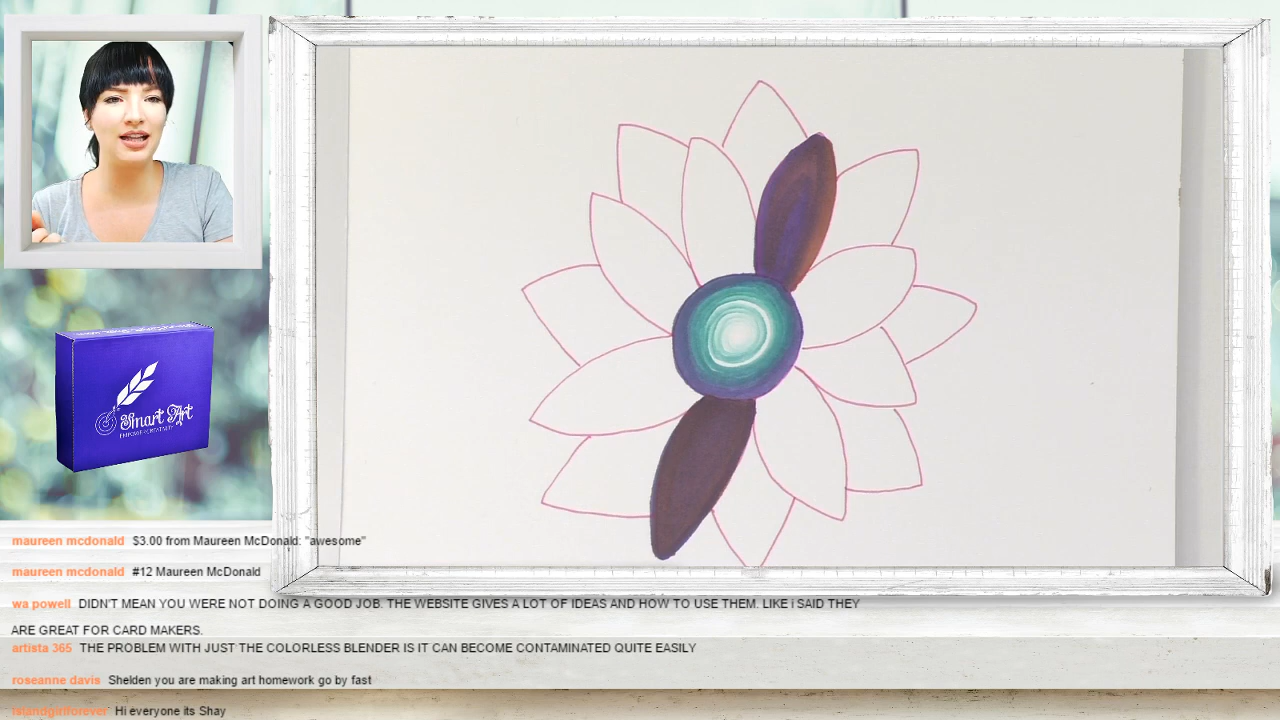 Smart Art
EMPOWER CREATIVITY
maureen mcdonald $3.00 from Maureen McDonald: "awesome"
maureen mcdonald #12 Maureen McDonald
wa powell DIDN'T MEAN YOU WERE NOT DOING A GOOD JOB. THE WEBSITE GIVES A LOT OF IDEAS AND HOW TO USE THEM. LIKE i SAID THEY
ARE GREAT FOR CARD MAKERS.
artista 365 THE PROBLEM WITH JUST THE COLORLESS BLENDER IS IT CAN BECOME CONTAMINATED QUITE EASILY
roseanne davis Shelden you are making art homework go by fast
islandgirlforever Hi everyone its Shay